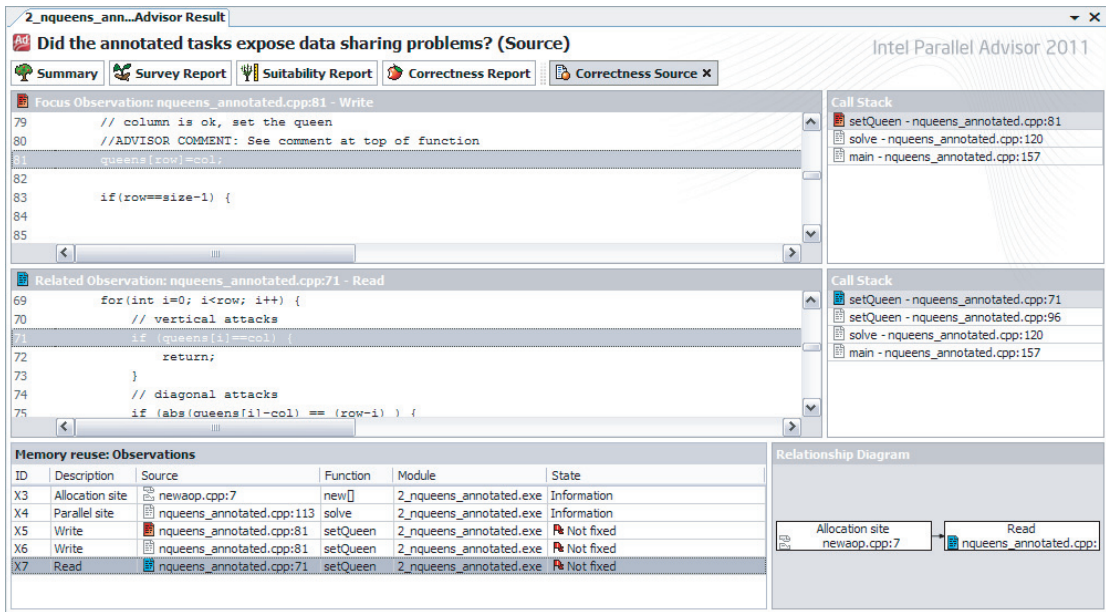 2_nqueens_ann...Advisor Result
Did the annotated tasks expose data sharing problems? (Source)
Intel Parallel Advisor 2011
Summary Survey Report Suitability Report Correctness Report Correctness Source
Focus Observation: nqueens_annotated.cpp:81 - Write
79 // column is ok, set the queen
80 //ADVISOR COMMENT: See comment at top of function
81 queens[row]=col;
82
83 if(row==size-1) {
84
85
Call Stack
setQueen - nqueens_annotated.cpp:81
solve - nqueens_annotated.cpp:120
main - nqueens_annotated.cpp:157
Related Observation: nqueens_annotated.cpp:71 - Read
69 for(int i=0; i<row; i++) {
70 // vertical attacks
71 if (queens[i]==col) {
72 return;
73 }
74 // diagonal attacks
75 if (abs(queens[i]-col) == (row-i) ) {
Call Stack
setQueen - nqueens_annotated.cpp:71
setQueen - nqueens_annotated.cpp:96
solve - nqueens_annotated.cpp:120
main - nqueens_annotated.cpp:157
Memory reuse: Observations
ID Description Source Function Module State
X3 Allocation site newaop.cpp:7 new[] 2_nqueens_annotated.exe Information
X4 Parallel site nqueens_annotated.cpp:113 solve 2_nqueens_annotated.exe Information
X5 Write nqueens_annotated.cpp:81 setQueen 2_nqueens_annotated.exe Not fixed
X6 Write nqueens_annotated.cpp:81 setQueen 2_nqueens_annotated.exe Not fixed
X7 Read nqueens_annotated.cpp:71 setQueen 2_nqueens_annotated.exe Not fixed
Relationship Diagram
Allocation site
newaop.cpp:7
Read
nqueens_annotated.cpp: